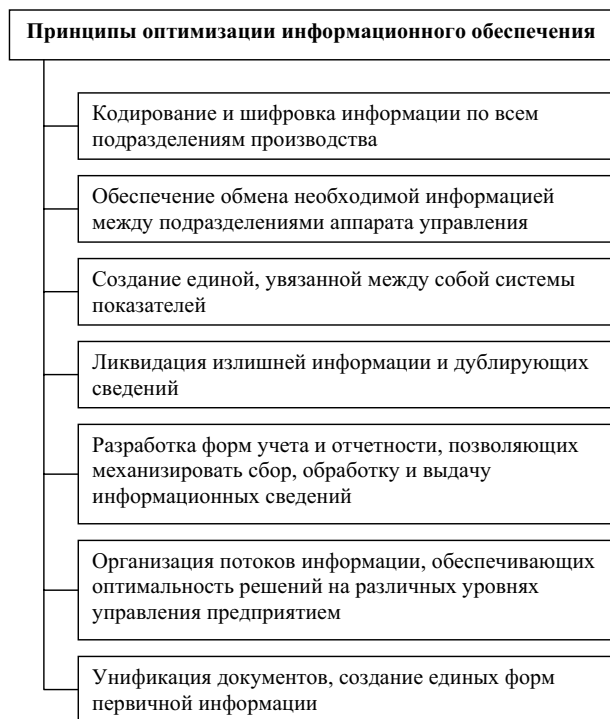 Принципы оптимизации информационного обеспечения
Кодирование и шифровка информации по всем
подразделениям производства
Обеспечение обмена необходимой информацией
между подразделениями аппарата управления
Создание единой, увязанной между собой системы
показателей
Ликвидация излишней информации и дублирующих
сведений
Разработка форм учета и отчетности, позволяющих
механизировать сбор, обработку и выдачу
информационных сведений
Организация потоков информации, обеспечивающих
оптимальность решений на различных уровнях
управления предприятием
Унификация документов, создание единых форм
первичной информации